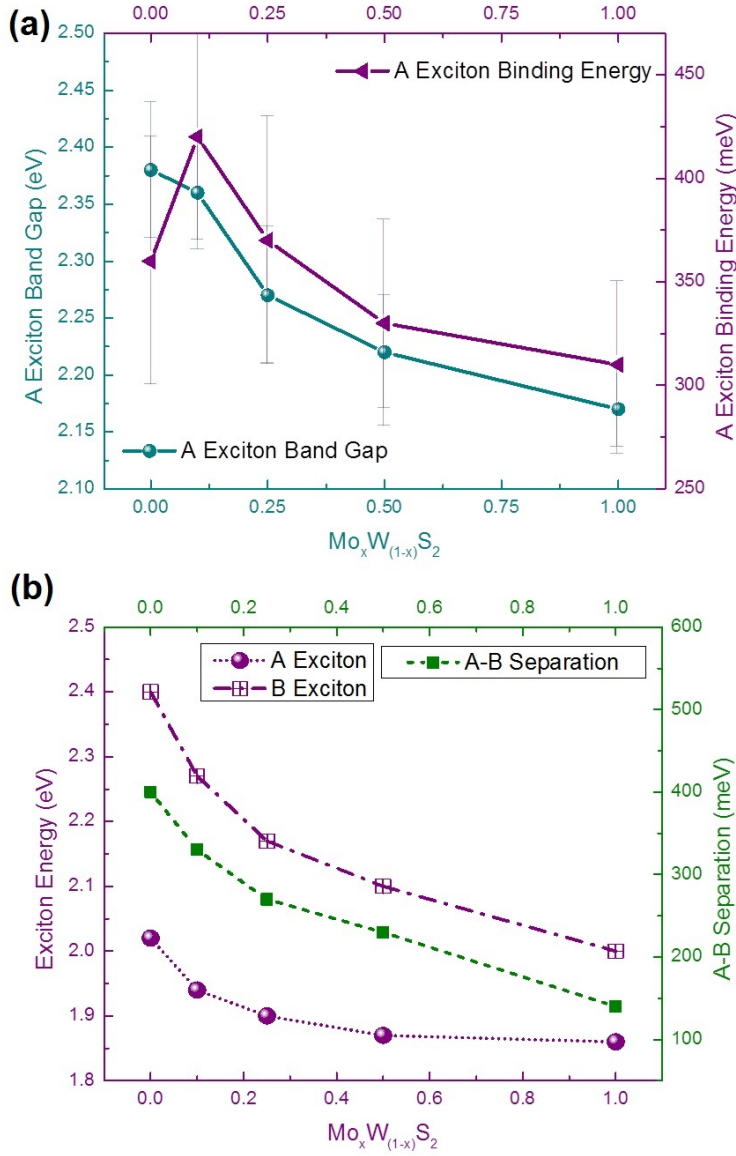 (a)
0.00 0.25 0.50 0.75 1.00
2.50
2.45
2.40
2.35
2.30
2.25
2.20
2.15
2.10
A Exciton Band Gap (eV)
A Exciton Binding Energy
A Exciton Band Gap
450
400
350
300
250
A Exciton Binding Energy (meV)
0.00 0.25 0.50 0.75 1.00
MoₓW₍₁₋ₓ₎S₂
(b)
0.0 0.2 0.4 0.6 0.8 1.0
2.5
2.4
2.3
2.2
2.1
2.0
1.9
1.8
Exciton Energy (eV)
A Exciton
B Exciton
A-B Separation
600
500
400
300
200
100
A-B Separation (meV)
0.0 0.2 0.4 0.6 0.8 1.0
MoₓW₍₁₋ₓ₎S₂